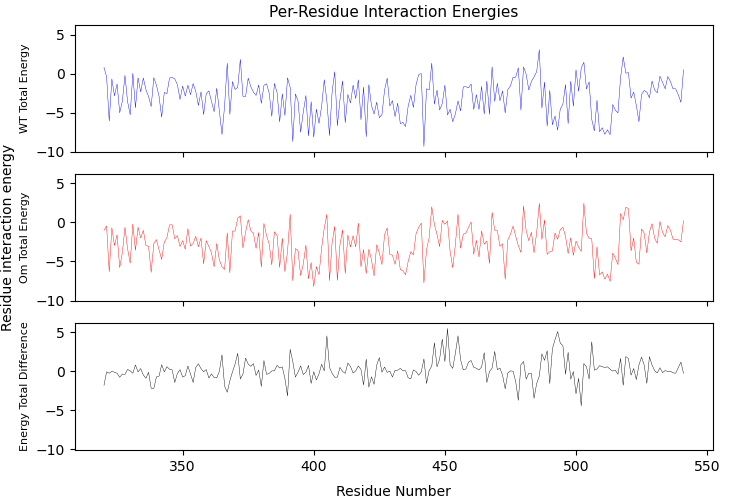 Per-Residue Interaction Energies
Residue interaction energy
WT Total Energy
5
0
−5
−10
Om Total Energy
5
0
−5
−10
Energy Total Difference
5
0
−5
−10
350 400 450 500 550
Residue Number